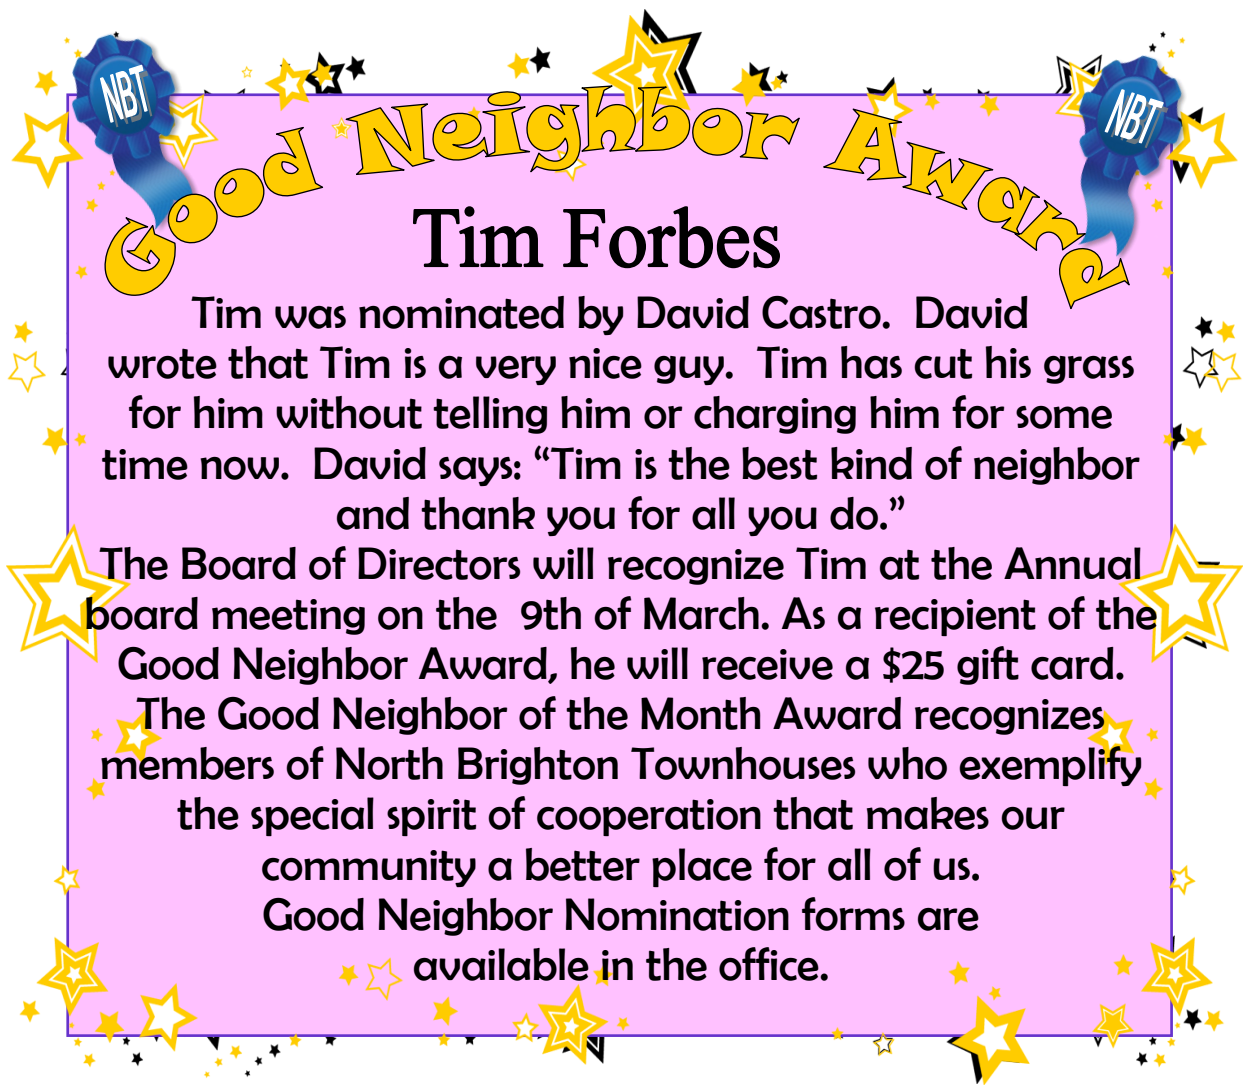 NBT
NBT
Good Neighbor Award
Tim Forbes
Tim was nominated by David Castro.  David
wrote that Tim is a very nice guy.  Tim has cut his grass
for him without telling him or charging him for some
time now.  David says: “Tim is the best kind of neighbor
and thank you for all you do.”
The Board of Directors will recognize Tim at the Annual
board meeting on the  9th of March. As a recipient of the
Good Neighbor Award, he will receive a $25 gift card.
The Good Neighbor of the Month Award recognizes
members of North Brighton Townhouses who exemplify
the special spirit of cooperation that makes our
community a better place for all of us.
Good Neighbor Nomination forms are
available in the office.